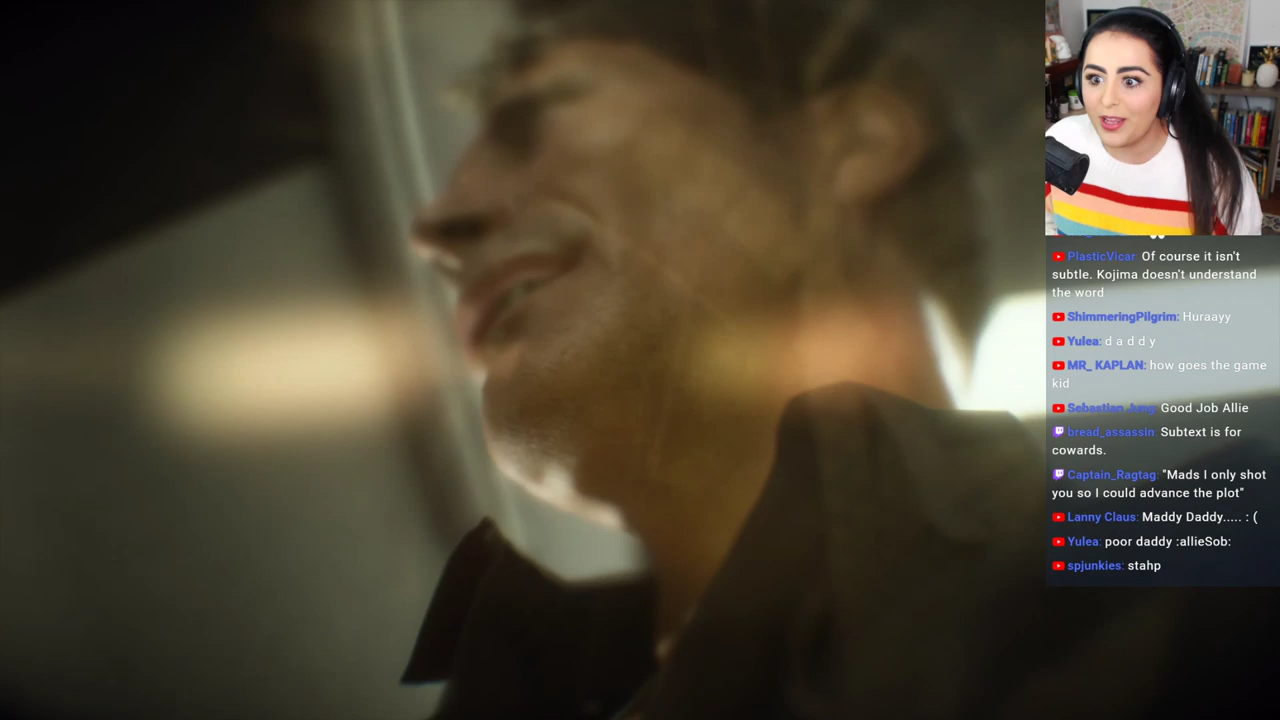 PlasticVicar: Of course it isn't
subtle. Kojima doesn't understand
the word
ShimmeringPilgrim: Huraayy
Yulea: d a d d y
MR_ KAPLAN: how goes the game
kid
Sebastian Jung: Good Job Allie
bread_assassin: Subtext is for
cowards.
Captain_Ragtag: "Mads I only shot
you so I could advance the plot"
Lanny Claus: Maddy Daddy..... : (
Yulea: poor daddy :allieSob:
spjunkies: stahp